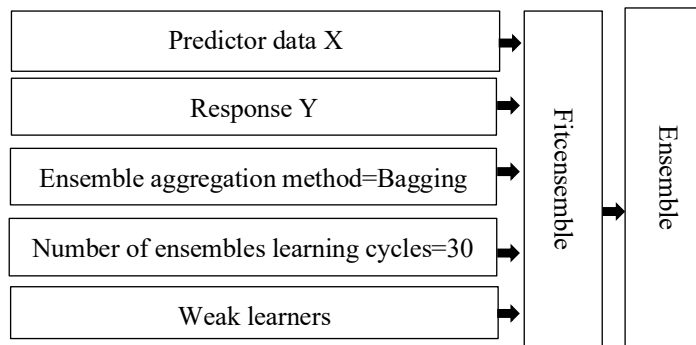 Predictor data X
Response Y
Ensemble aggregation method=Bagging
Number of ensembles learning cycles=30
Weak learners
Fitcensemble
Ensemble